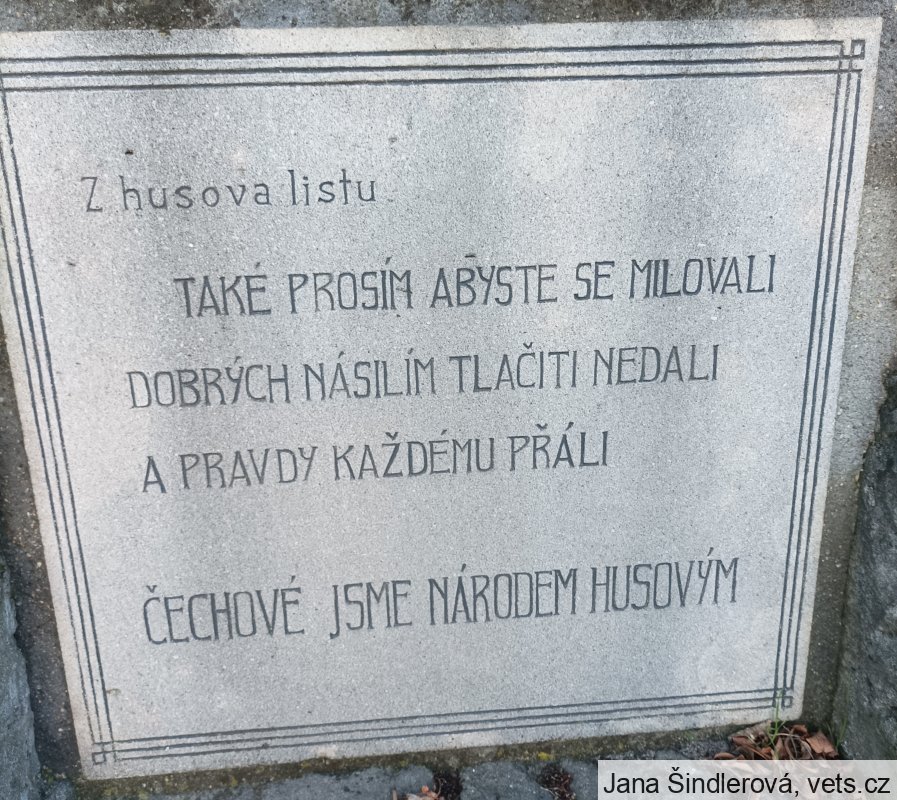 Z husova listu
TAKÉ PROSÍM ABYSTE SE MILOVALI
DOBRÝCH NÁSILÍM TLAČITI NEDALI
A PRAVDY KAŽDÉMU PŘÁLI
ČECHOVÉ JSME NÁRODEM HUSOVÝM
Jana Šindlerová, vets.cz